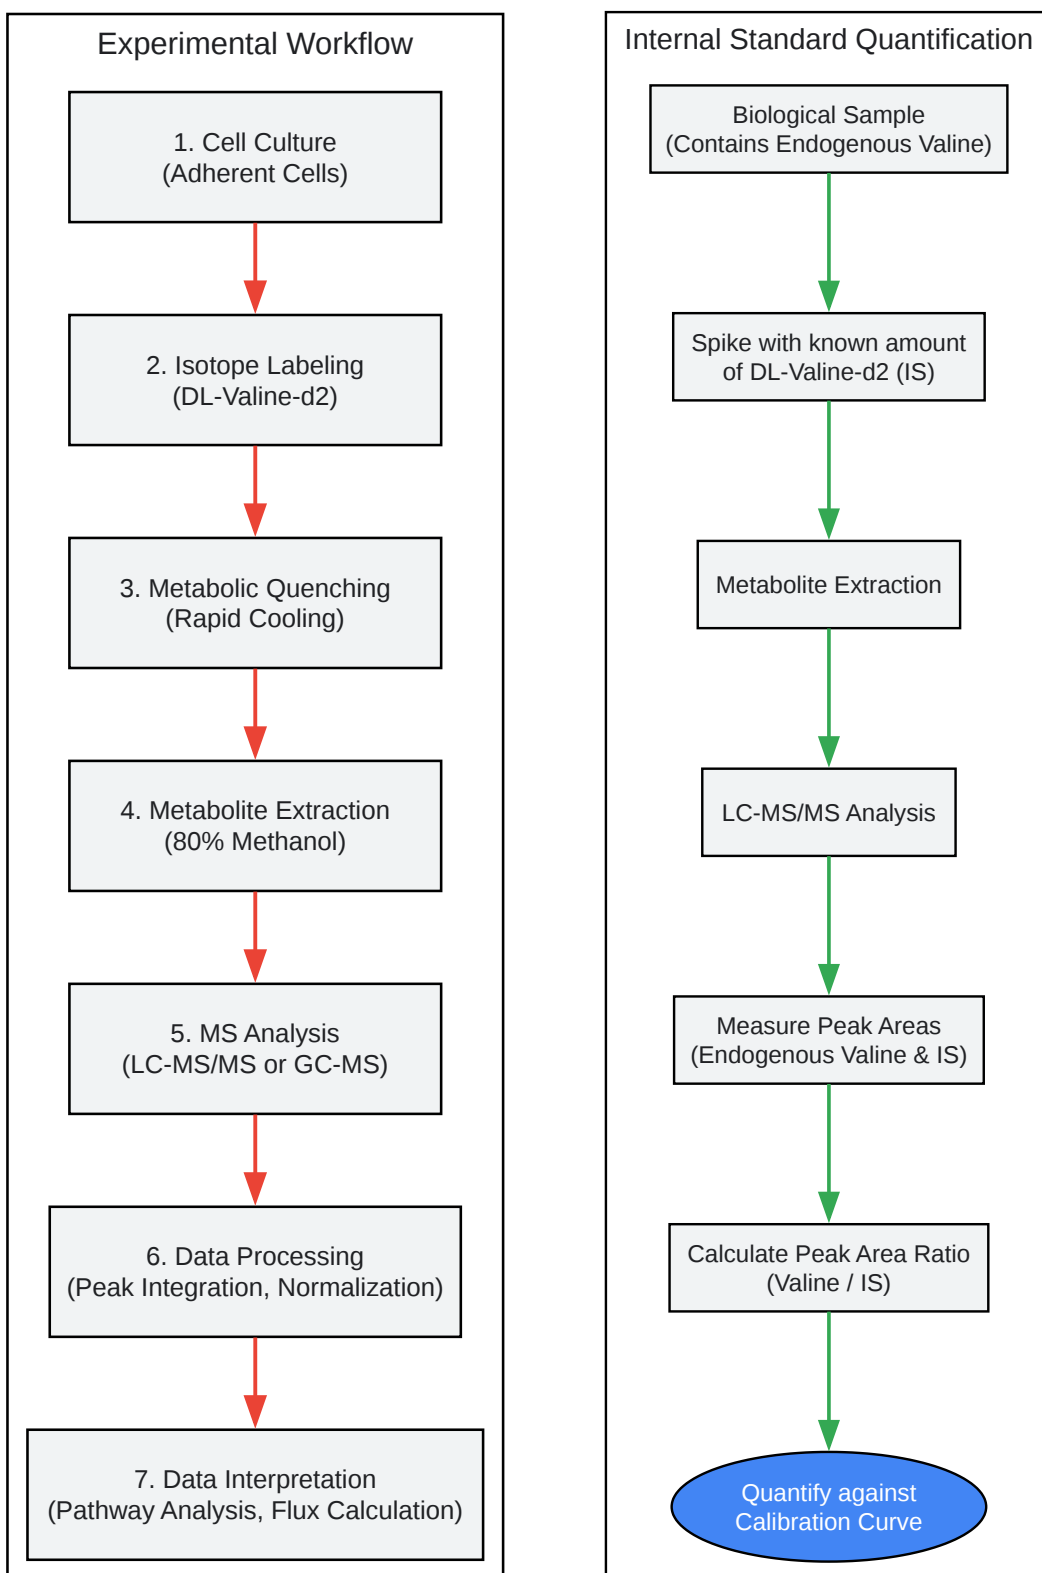 Experimental Workflow
1. Cell Culture
(Adherent Cells)
2. Isotope Labeling
(DL-Valine-d2)
3. Metabolic Quenching
(Rapid Cooling)
4. Metabolite Extraction
(80% Methanol)
5. MS Analysis
(LC-MS/MS or GC-MS)
6. Data Processing
(Peak Integration, Normalization)
7. Data Interpretation
(Pathway Analysis, Flux Calculation)
Internal Standard Quantification
Biological Sample
(Contains Endogenous Valine)
Spike with known amount
of DL-Valine-d2 (IS)
Metabolite Extraction
LC-MS/MS Analysis
Measure Peak Areas
(Endogenous Valine & IS)
Calculate Peak Area Ratio
(Valine / IS)
Quantify against
Calibration Curve